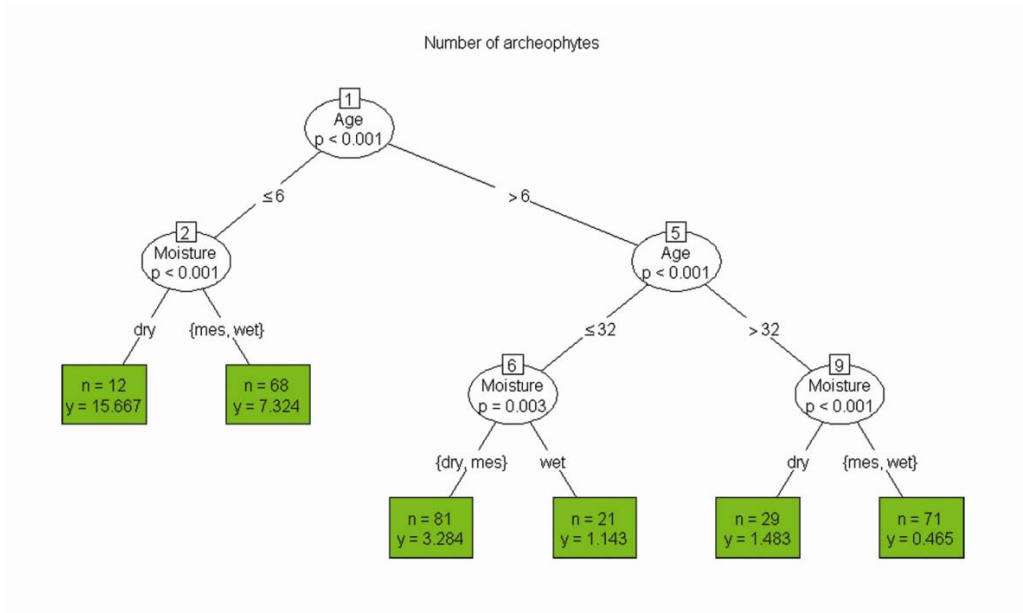 Number of archeophytes
1
Age
p < 0.001
≤ 6
> 6
2
Moisture
p < 0.001
5
Age
p < 0.001
dry
{mes, wet}
≤ 32
> 32
n = 12
y = 15.667
n = 68
y = 7.324
6
Moisture
p = 0.003
9
Moisture
p < 0.001
{dry, mes}
wet
dry
{mes, wet}
n = 81
y = 3.284
n = 21
y = 1.143
n = 29
y = 1.483
n = 71
y = 0.465